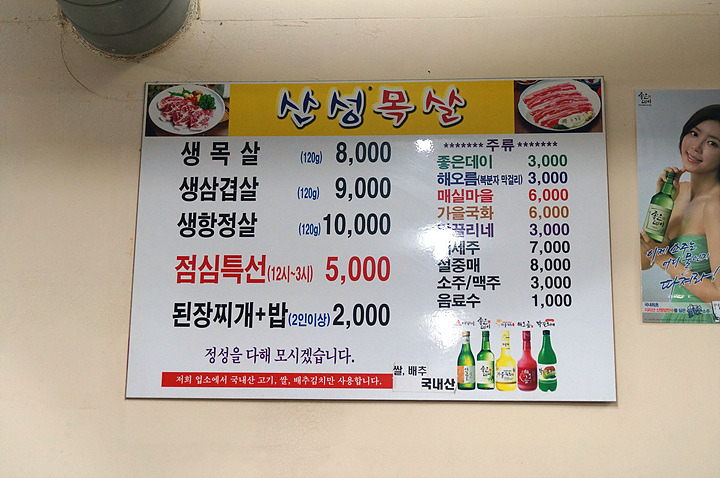 산성목살
생 목 살 (120g) 8,000
생삼겹살 (120g) 9,000
생항정살 (120g) 10,000
점심특선(12시~3시) 5,000
된장찌개+밥(2인이상) 2,000
정성을 다해 모시겠습니다.
저희 업소에서 국내산 고기, 쌀, 배추김치만 사용합니다.
******* 주류 *******
좋은데이 3,000
해오름(복분자 막걸리) 3,000
매실마을 6,000
가을국화 6,000
끌리네 3,000
세주 7,000
설중매 8,000
소주/맥주 3,000
음료수 1,000
쌀, 배추
국내산